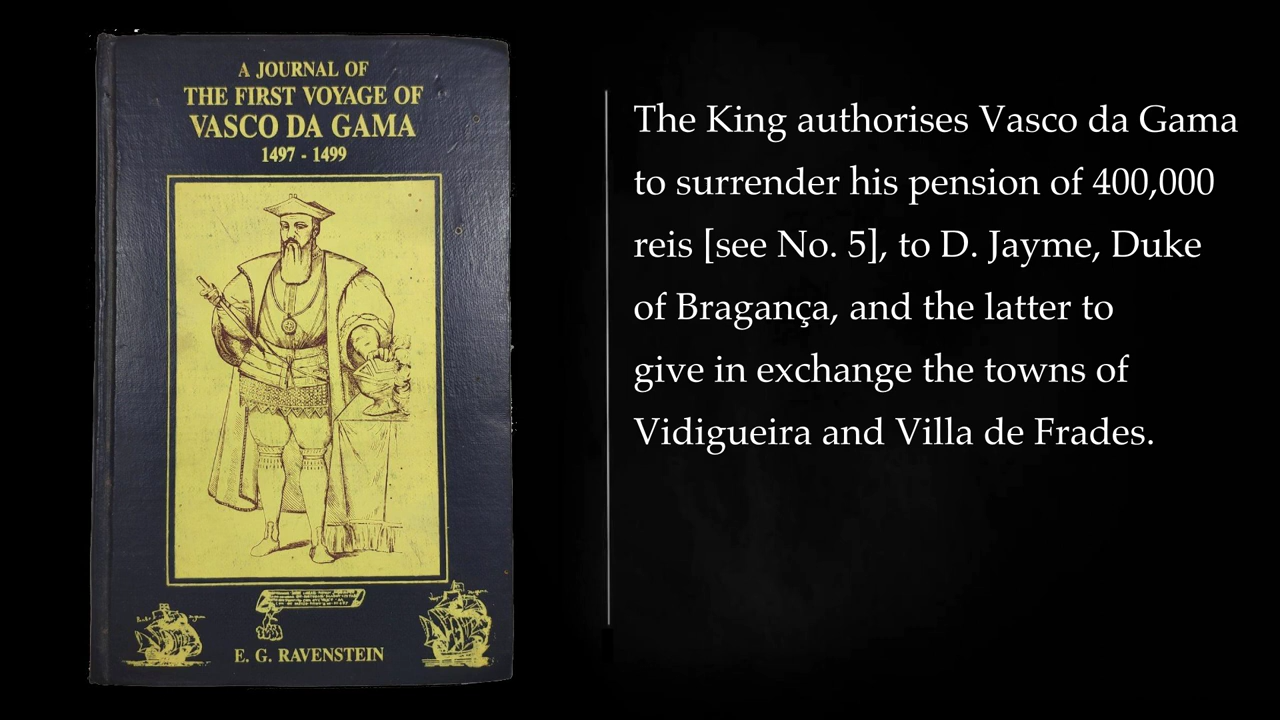 A JOURNAL OF
THE FIRST VOYAGE OF
VASCO DA GAMA
1497 - 1499
E. G. RAVENSTEIN
The King authorises Vasco da Gama
to surrender his pension of 400,000
reis [see No. 5], to D. Jayme, Duke
of Bragança, and the latter to
give in exchange the towns of
Vidigueira and Villa de Frades.